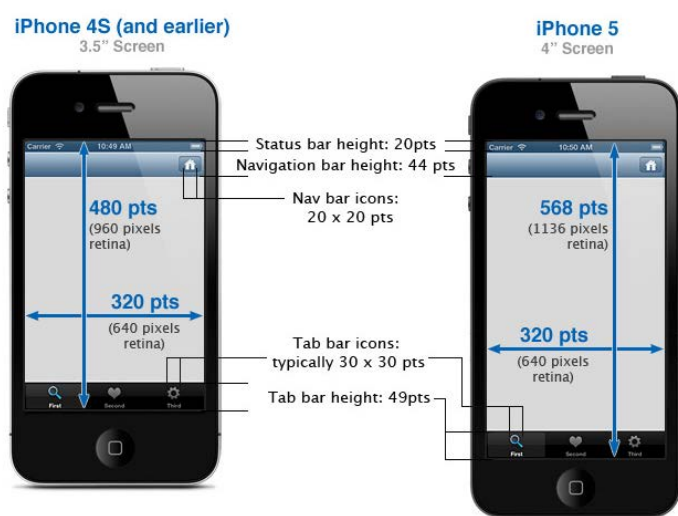 iPhone 4S (and earlier)
3.5" Screen
iPhone 5
4" Screen
Carrier
10:49 AM
Status bar height: 20pts
Carrier
10:50 AM
Navigation bar height: 44 pts
Nav bar icons:
20 x 20 pts
480 pts
(960 pixels
retina)
568 pts
(1136 pixels
retina)
320 pts
(640 pixels
retina)
320 pts
(640 pixels
retina)
Tab bar icons:
typically 30 x 30 pts
Tab bar height: 49pts
First
Second
Third
First
Second
Third